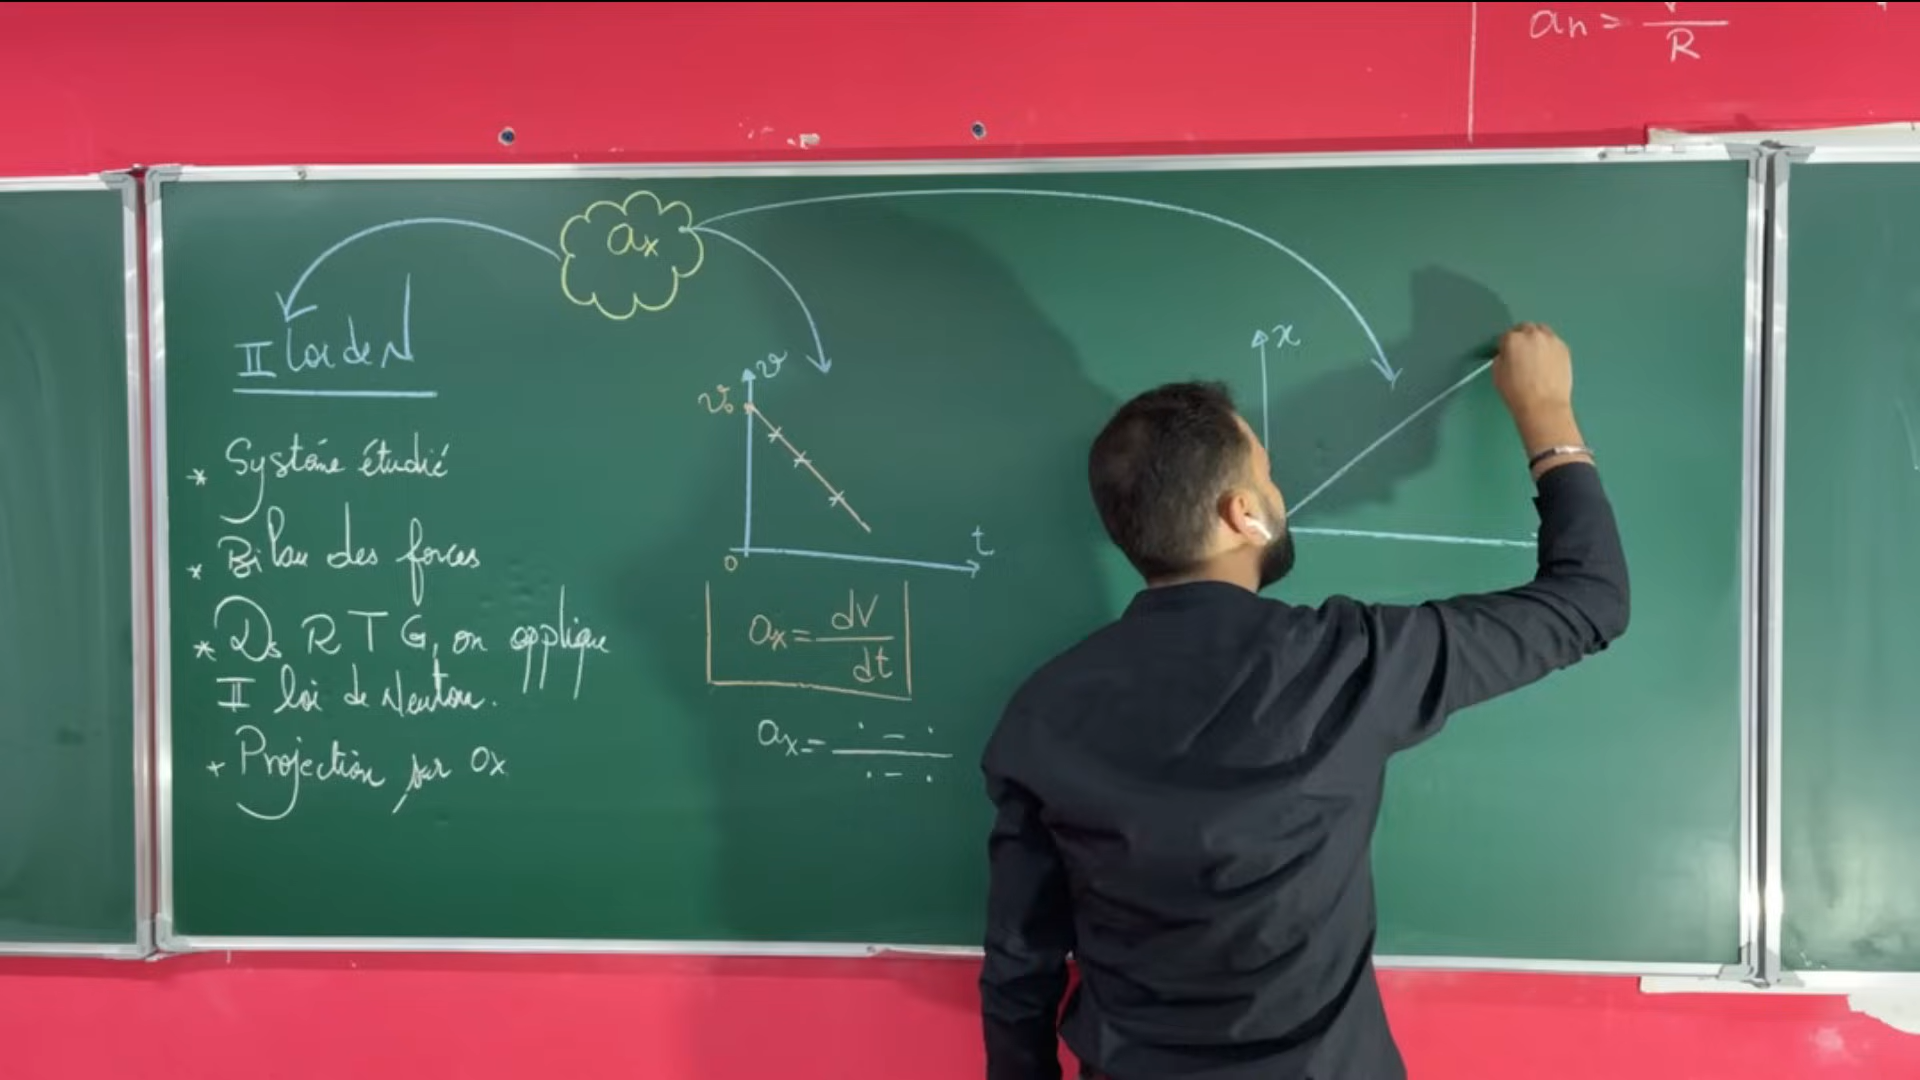 an = V / R
ax
II Loi de N
* Système étudié
* Bilan des forces
* Ds R T G, on applique
II loi de Newton.
* Projection sur Ox
v
v₀
t
0
ax = dV / dt
ax = . - . / . - .
x